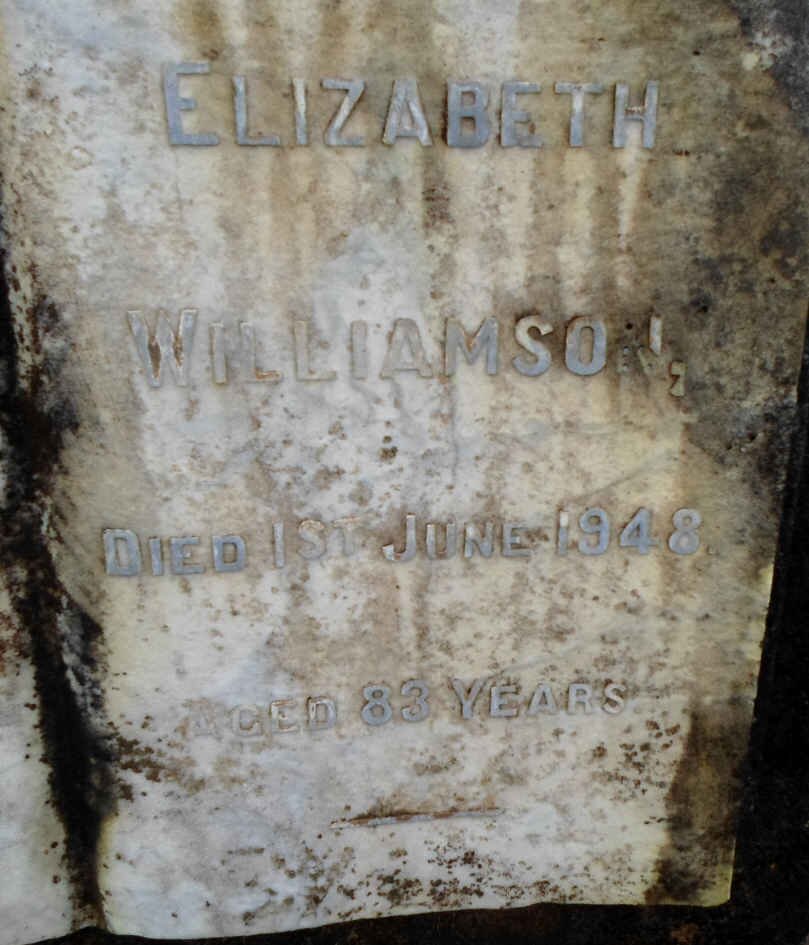 ELIZABETH
WILLIAMSON,
DIED 1ST JUNE 1948.
AGED 83 YEARS